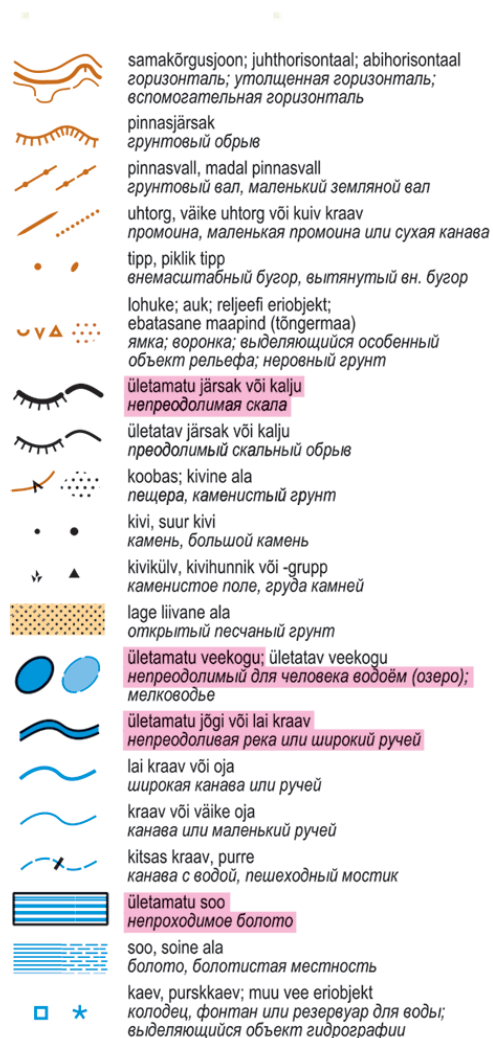 samakõrgusjoon; juhthorisontaal; abihorisontaal
горизонталь; утолщенная горизонталь;
вспомогательная горизонталь
pinnasjärsak
грунтовый обрыв
pinnasvall, madal pinnasvall
грунтовый вал, маленький земляной вал
uhtorg, väike uhtorg või kuiv kraav
промоина, маленькая промоина или сухая канава
tipp, piklik tipp
внемасштабный бугор, вытянутый вн. бугор
lohuke; auk; reljeefi eriobjekt;
ebatasane maapind (tõngermaa)
ямка; воронка; выделяющийся особенный
объект рельефа; неровный грунт
ületamatu järsak või kalju
непреодолимая скала
ületatav järsak või kalju
преодолимый скальный обрыв
koobas; kivine ala
пещера, каменистый грунт
kivi, suur kivi
камень, большой камень
kivikülv, kivihunnik või -grupp
каменистое поле, груда камней
lage liivane ala
открытый песчаный грунт
ületamatu veekogu; ületatav veekogu
непреодолимый для человека водоём (озеро);
мелководье
ületamatu jõgi või lai kraav
непреодоливая река или широкий ручей
lai kraav või oja
широкая канава или ручей
kraav või väike oja
канава или маленький ручей
kitsas kraav, purre
канава с водой, пешеходный мостик
ületamatu soo
непроходимое болото
soo, soine ala
болото, болотистая местность
kaev, purskkaev; muu vee eriobjekt
колодец, фонтан или резервуар для воды;
выделяющийся объект гидрографии